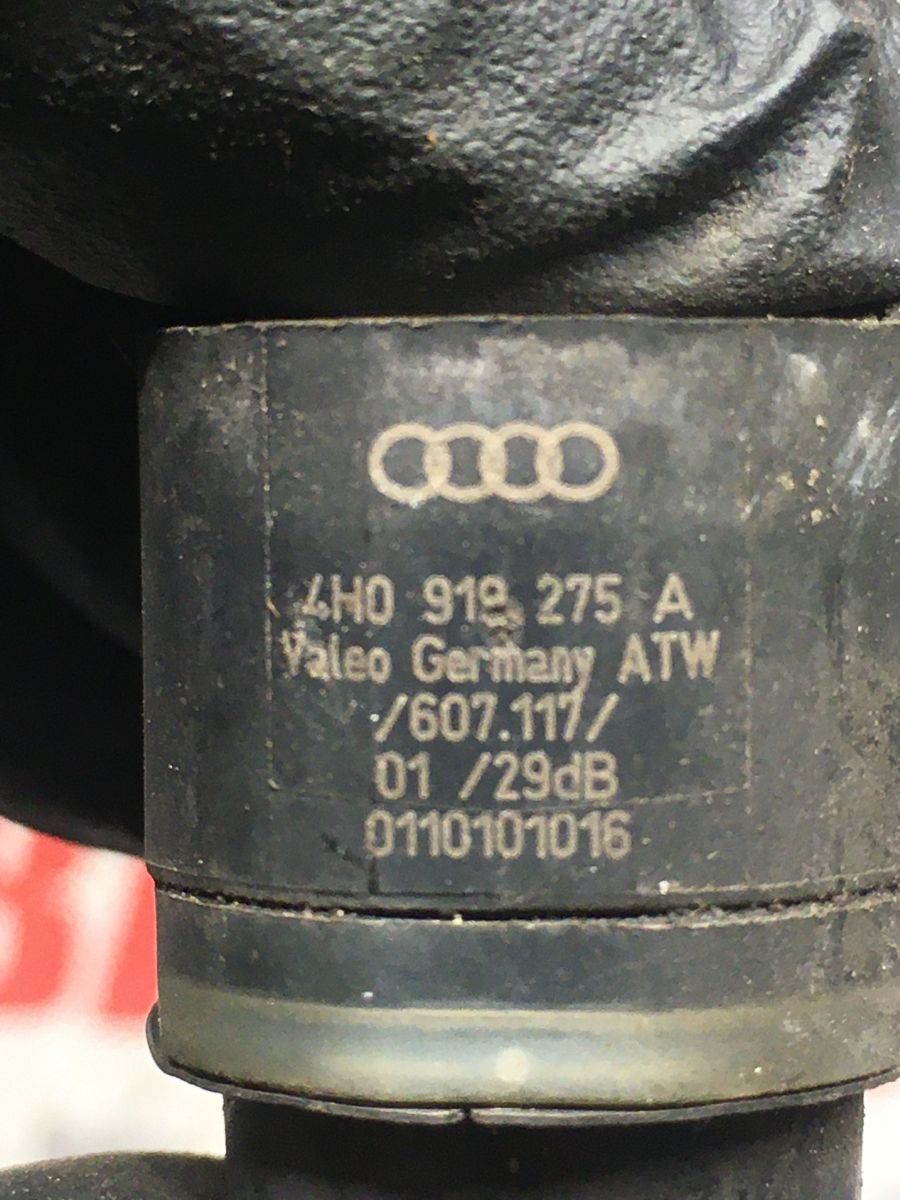 4H0 919 275 A
Valeo Germany ATW
/607.117/
01 /29dB
0110101016